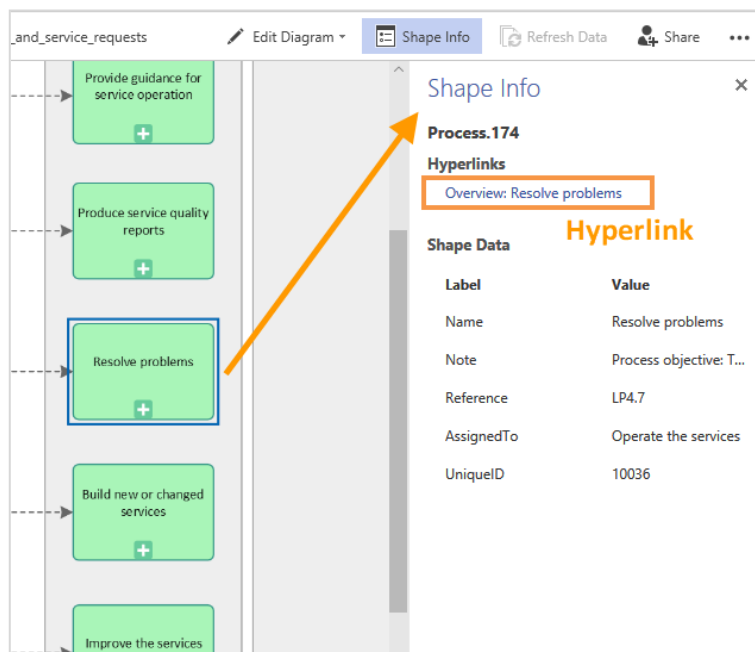 _and_service_requests
Edit Diagram
Shape Info
Refresh Data
Share
Provide guidance for
service operation
Produce service quality
reports
Resolve problems
Build new or changed
services
Improve the services
Shape Info
Process.174
Hyperlinks
Overview: Resolve problems
Hyperlink
Shape Data
Label Value
Name Resolve problems
Note Process objective: T...
Reference LP4.7
AssignedTo Operate the services
UniqueID 10036